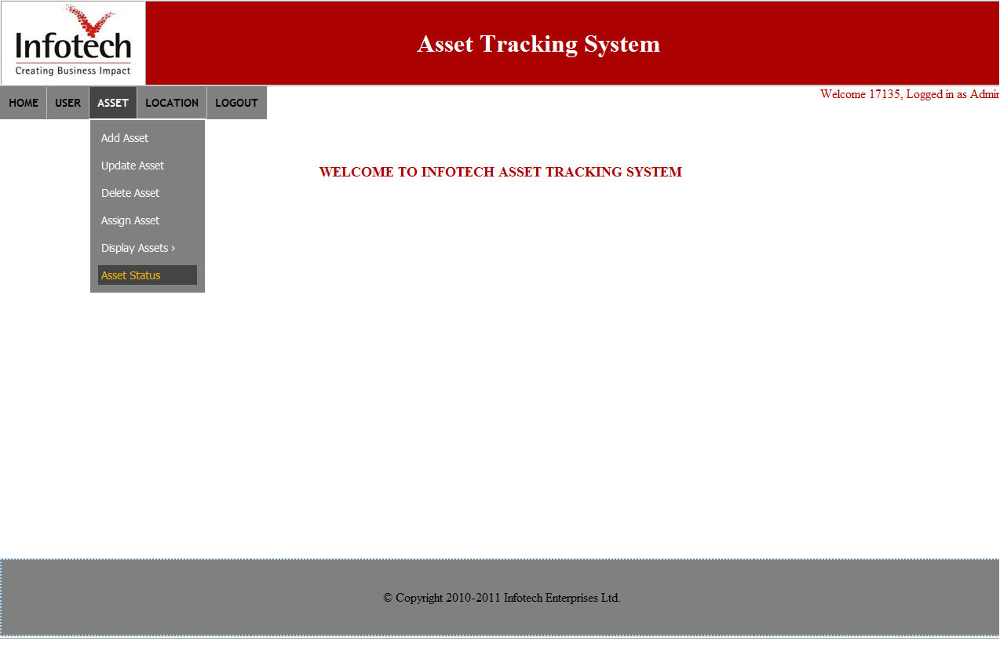 Infotech
Creating Business Impact
Asset Tracking System
HOME USER ASSET LOCATION LOGOUT
Welcome 17135, Logged in as Admin
Add Asset
Update Asset
WELCOME TO INFOTECH ASSET TRACKING SYSTEM
Delete Asset
Assign Asset
Display Assets ›
Asset Status
© Copyright 2010-2011 Infotech Enterprises Ltd.